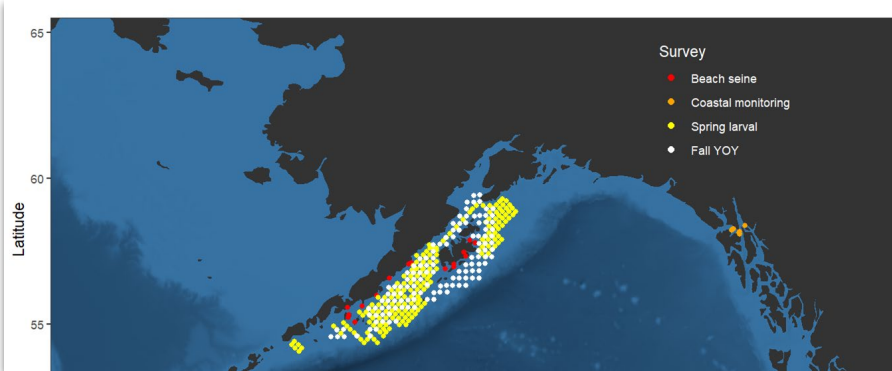 65
Survey
Beach seine
Coastal monitoring
Spring larval
Fall YOY
60
Latitude
55